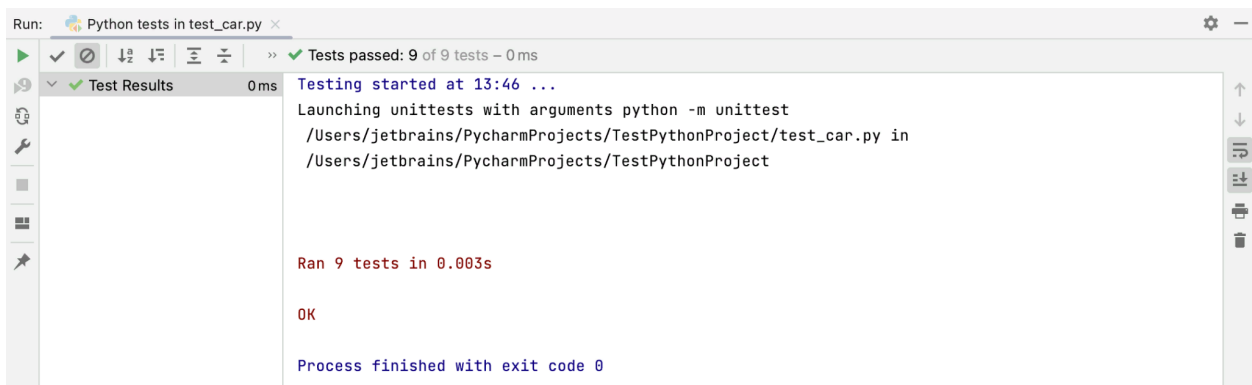 Run: Python tests in test_car.py
Tests passed: 9 of 9 tests – 0 ms
Test Results 0 ms
Testing started at 13:46 ...
Launching unittests with arguments python -m unittest
/Users/jetbrains/PycharmProjects/TestPythonProject/test_car.py in
/Users/jetbrains/PycharmProjects/TestPythonProject
Ran 9 tests in 0.003s
OK
Process finished with exit code 0